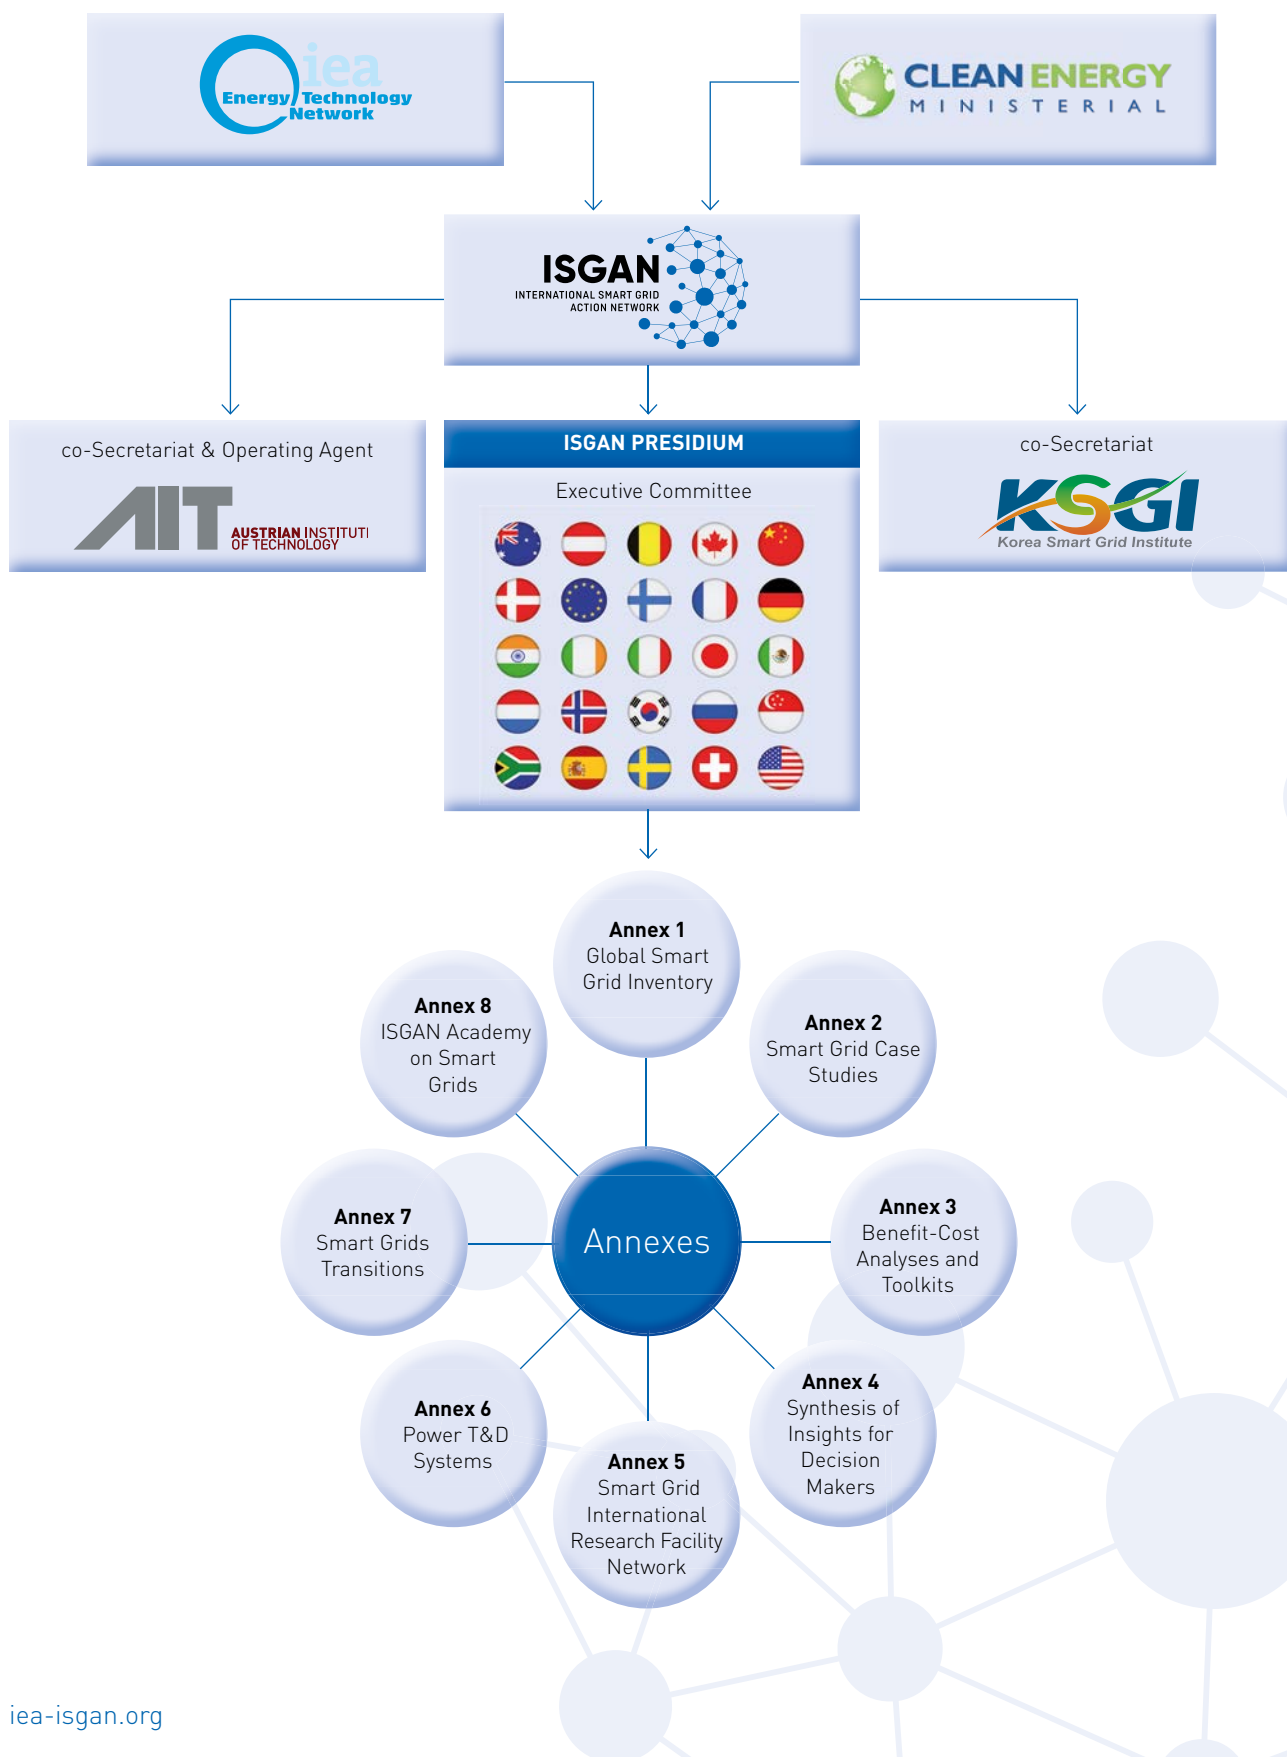 iea
Energy Technology
Network
CLEAN ENERGY
MINISTERIAL
ISGAN
INTERNATIONAL SMART GRID
ACTION NETWORK
co-Secretariat & Operating Agent
AIT
AUSTRIAN INSTITUT
OF TECHNOLOGY
ISGAN PRESIDIUM
Executive Committee
co-Secretariat
KSGI
Korea Smart Grid Institute
Annex 1
Global Smart
Grid Inventory
Annex 2
Smart Grid Case
Studies
Annex 3
Benefit-Cost
Analyses and
Toolkits
Annex 4
Synthesis of
Insights for
Decision
Makers
Annex 5
Smart Grid
International
Research Facility
Network
Annex 6
Power T&D
Systems
Annex 7
Smart Grids
Transitions
Annex 8
ISGAN Academy
on Smart
Grids
Annexes
iea-isgan.org